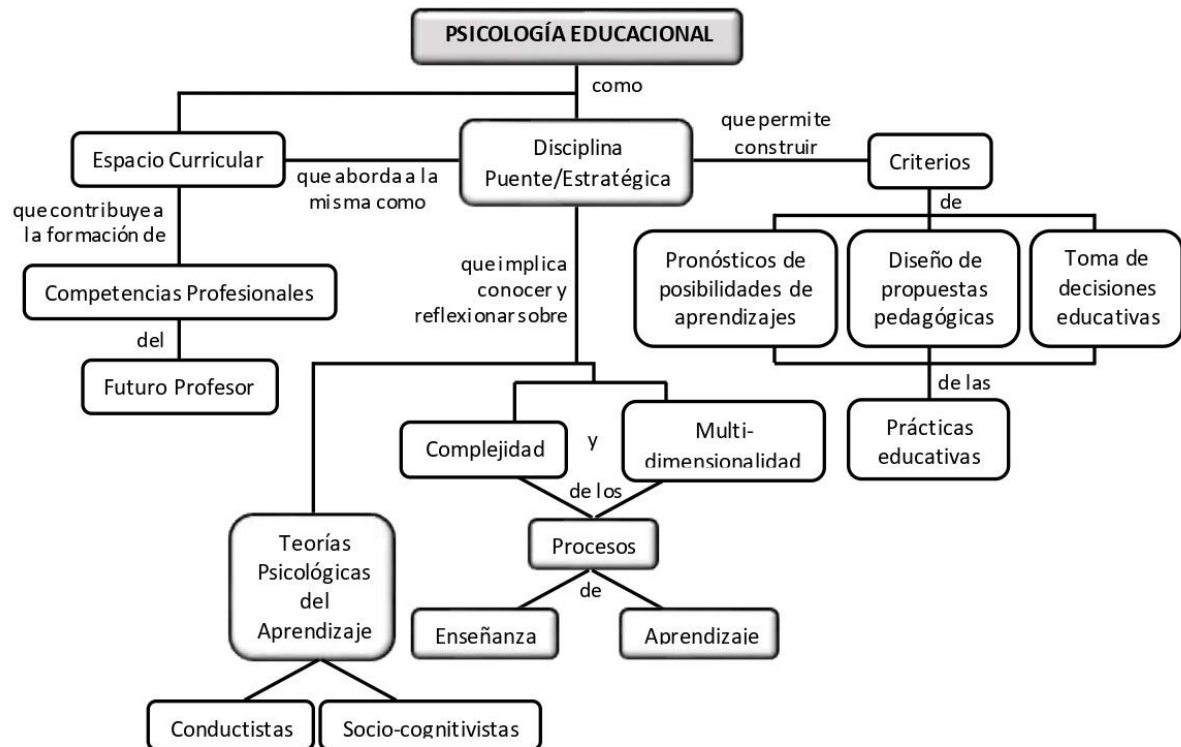 PSICOLOGÍA EDUCACIONAL
como
Espacio Curricular
que aborda a la
misma como
Disciplina
Puente/Estratégica
que permite
construir
Criterios
que contribuye a
la formación de
de
Competencias Profesionales
que implica
conocer y
reflexionar sobre
Pronósticos de
posibilidades de
aprendizajes
Diseño de
propuestas
pedagógicas
Toma de
decisiones
educativas
del
Futuro Profesor
de las
Prácticas
educativas
Complejidad
y
Multi-
dimensionalidad
de los
Teorías
Psicológicas
del
Aprendizaje
Procesos
de
Enseñanza
Aprendizaje
Conductistas
Socio-cognitivistas